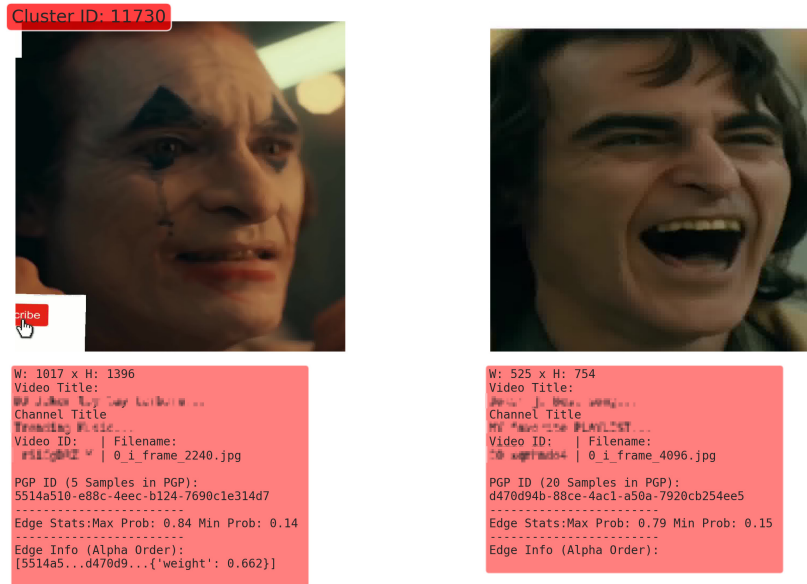 Cluster ID: 11730
cribe
W: 1017 x H: 1396
Video Title:
Channel Title
Video ID: | Filename:
| 0_i_frame_2240.jpg
PGP ID (5 Samples in PGP):
5514a510-e88c-4eec-b124-7690c1e314d7
------------------------
Edge Stats:Max Prob: 0.84 Min Prob: 0.14
------------------------
Edge Info (Alpha Order):
[5514a5...d470d9...{'weight': 0.662}]
W: 525 x H: 754
Video Title:
Channel Title
Video ID: | Filename:
| 0_i_frame_4096.jpg
PGP ID (20 Samples in PGP):
d470d94b-88ce-4ac1-a50a-7920cb254ee5
------------------------
Edge Stats:Max Prob: 0.79 Min Prob: 0.15
------------------------
Edge Info (Alpha Order):